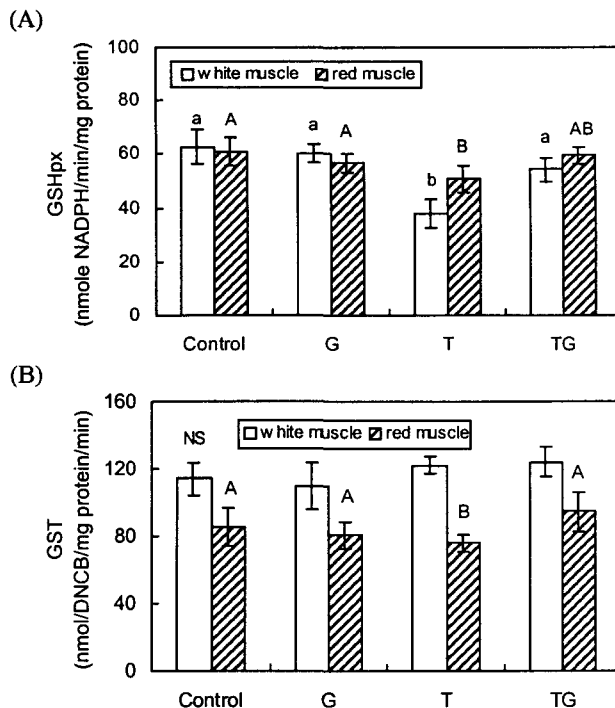 (A)
GSHpx
(nmole NADPH/min/mg protein)
100
80
60
40
20
0
white muscle red muscle
a A a A b B a AB
Control G T TG
(B)
GST
(nmol/DNCB/mg protein/min)
160
120
80
40
0
white muscle red muscle
NS A A B A
Control G T TG